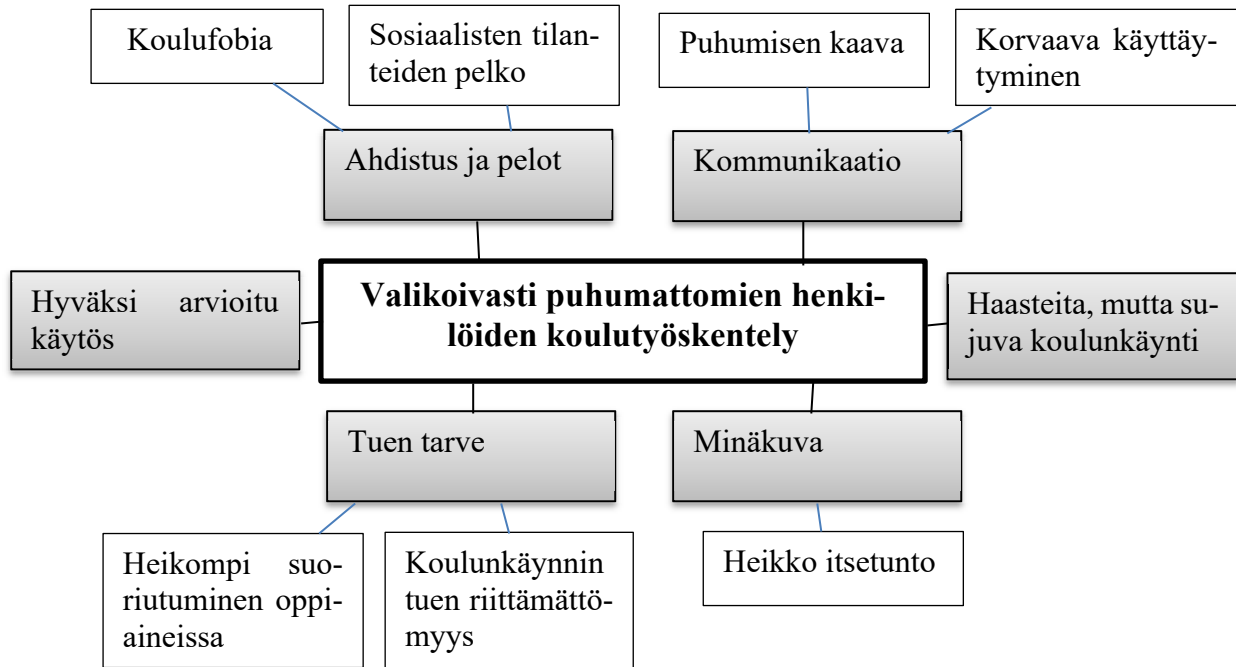 Koulufobia
Sosiaalisten tilan-
teiden pelko
Puhumisen kaava
Korvaava käyttäy-
tyminen
Ahdistus ja pelot
Kommunikaatio
Hyväksi arvioitu
käytös
Valikoivasti puhumattomien henki-
löiden koulutyöskentely
Haasteita, mutta su-
juva koulunkäynti
Tuen tarve
Minäkuva
Heikompi suo-
riutuminen oppi-
aineissa
Koulunkäynnin
tuen riittämättö-
myys
Heikko itsetunto